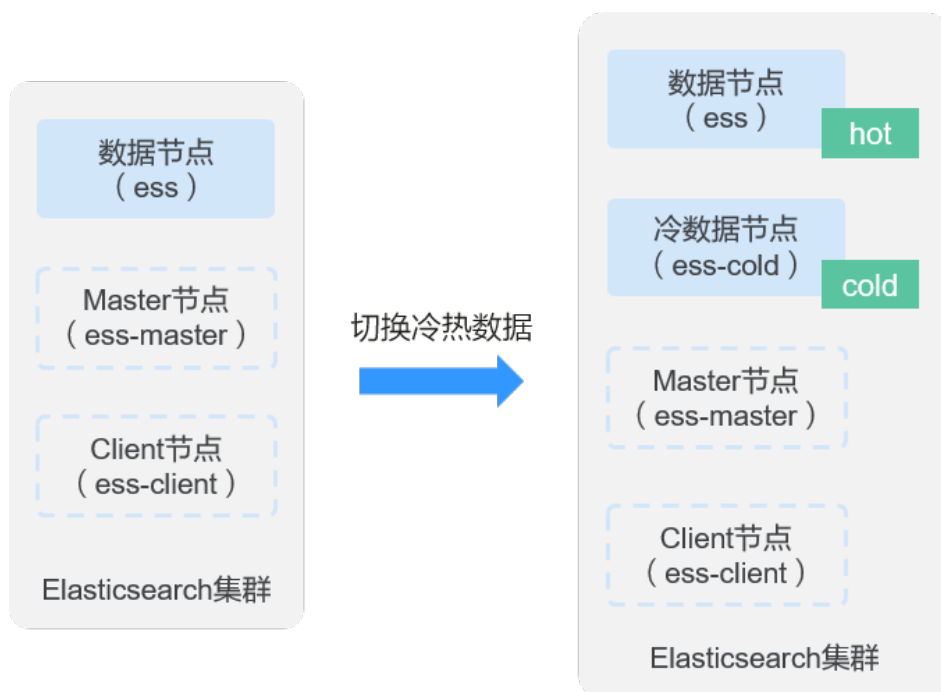 数据节点
（ess）
Master节点
（ess-master）
Client节点
（ess-client）
Elasticsearch集群
切换冷热数据
数据节点
（ess）
hot
冷数据节点
（ess-cold）
cold
Master节点
（ess-master）
Client节点
（ess-client）
Elasticsearch集群